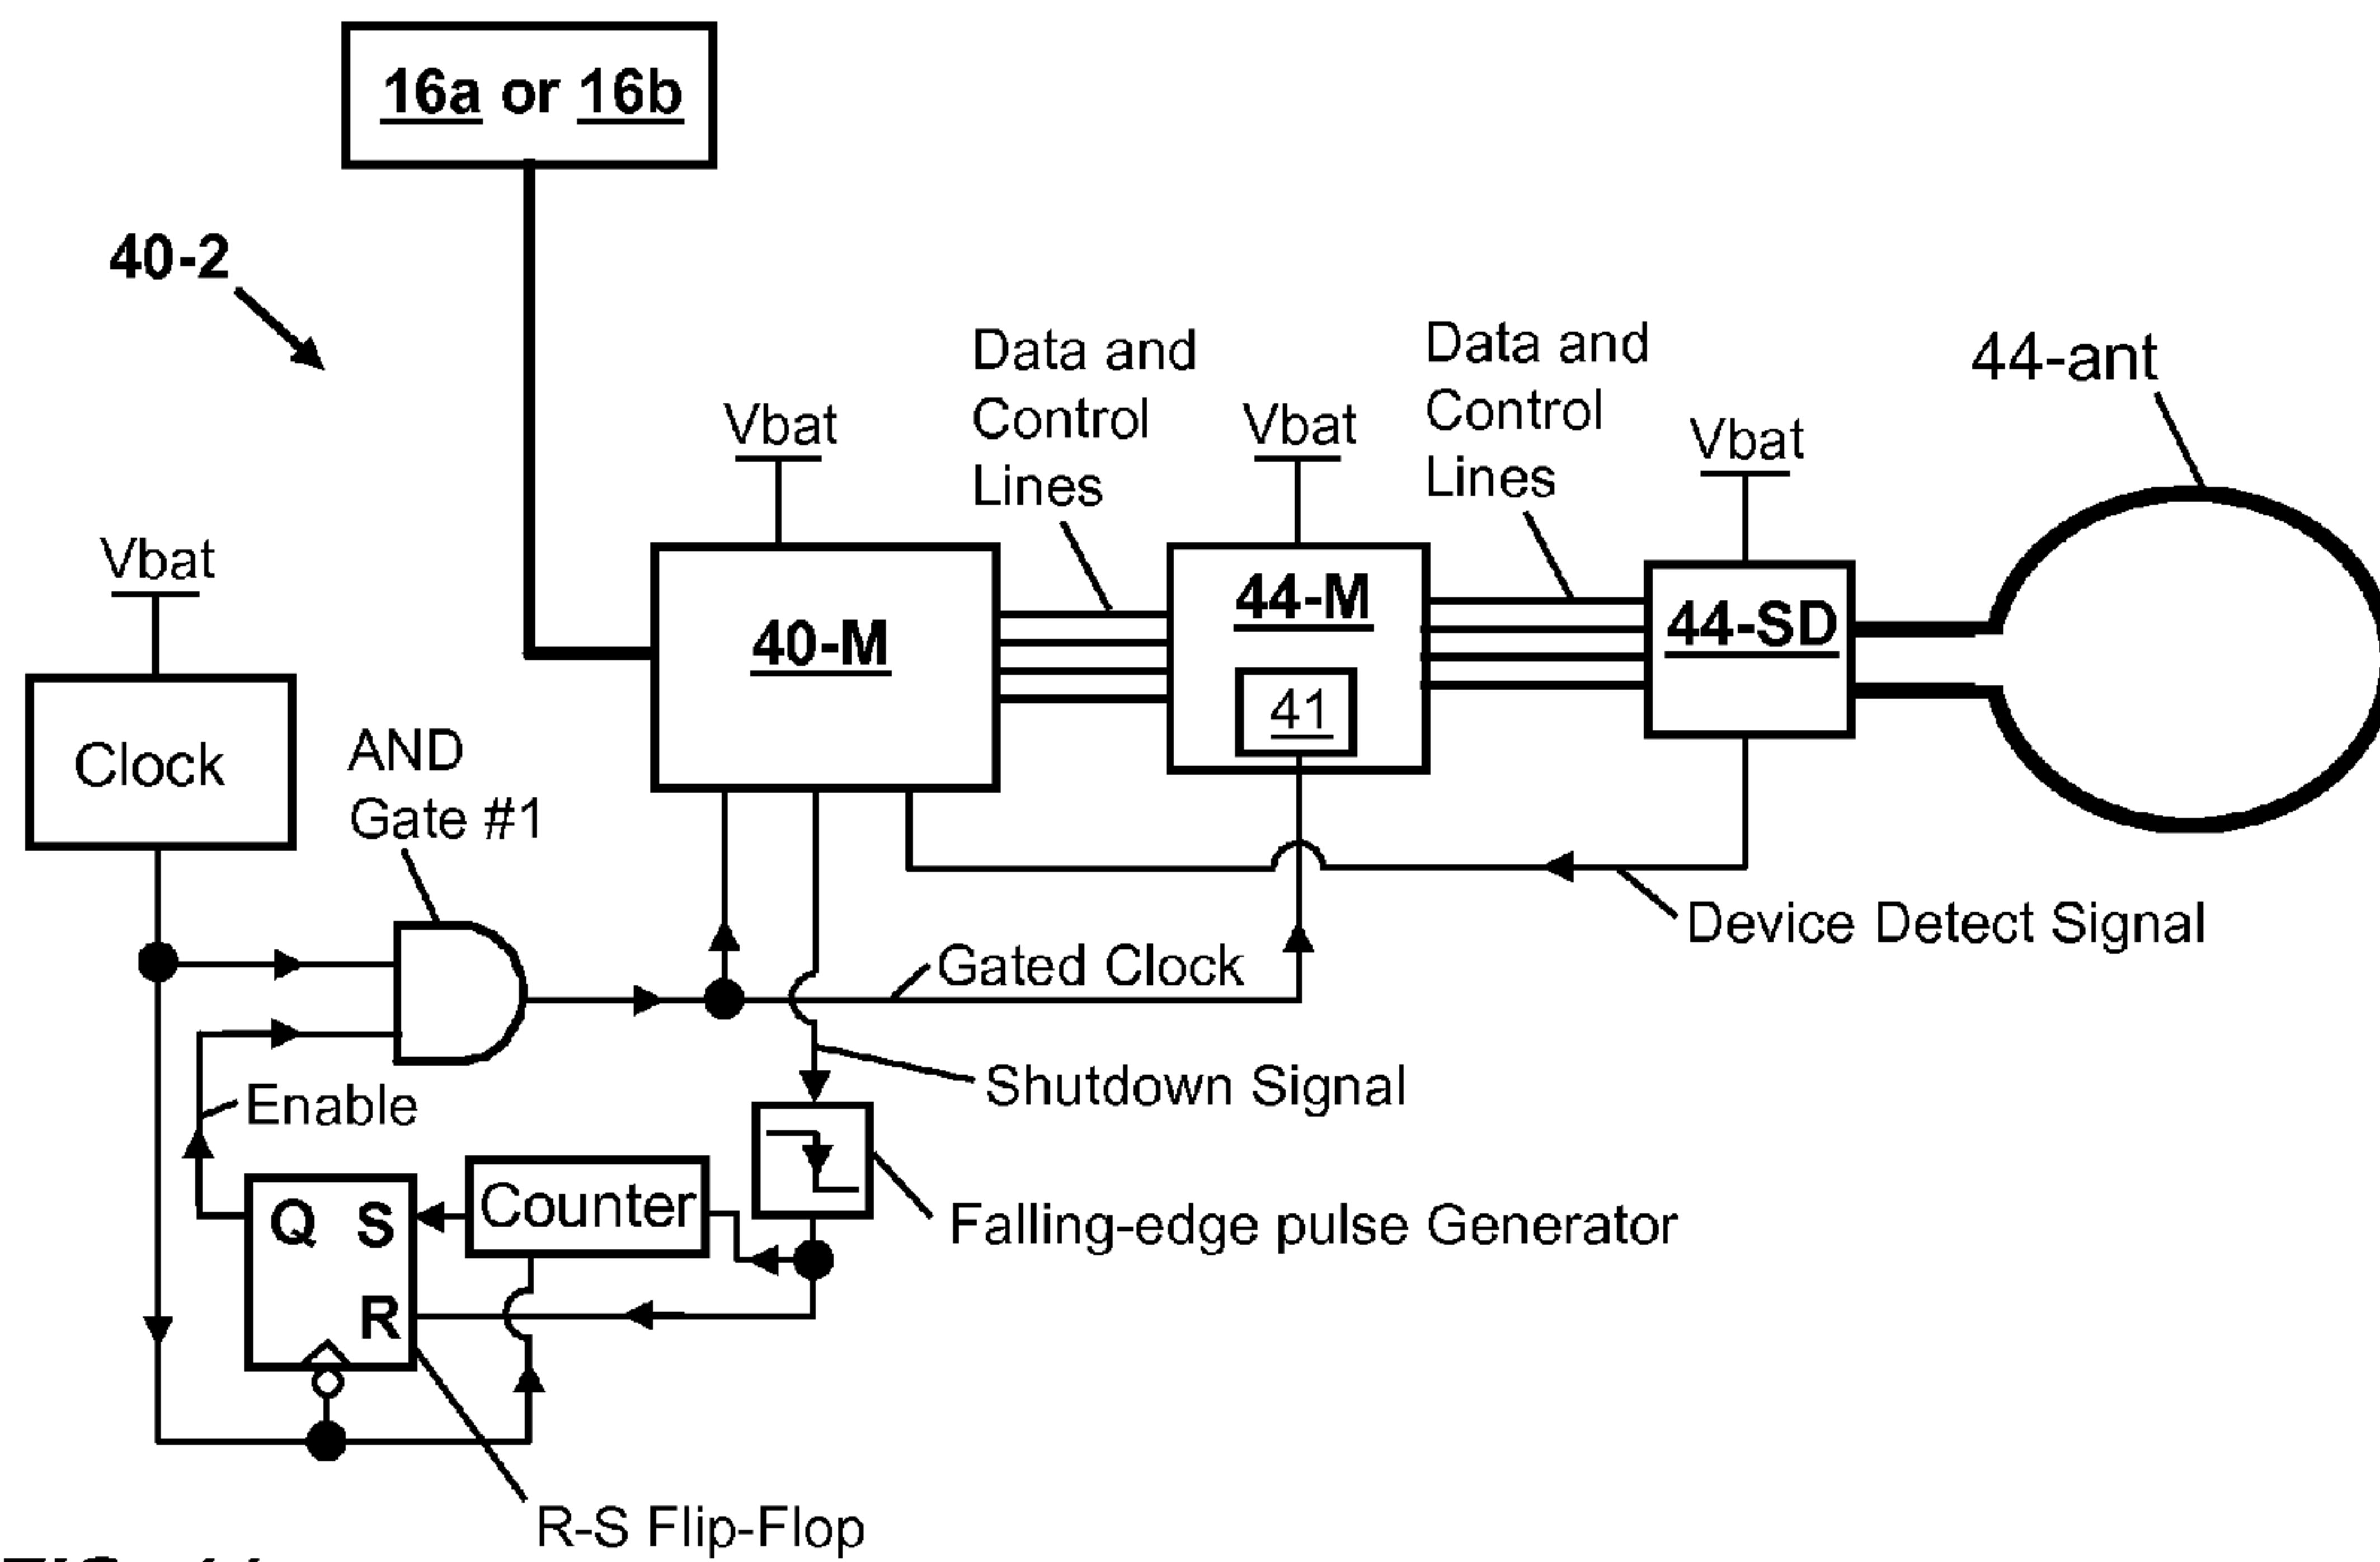 16a or 16b
40-2
Data and
Control
Lines
Data and
Control
Lines
44-ant
Vbat
Vbat
Vbat
Vbat
40-M
44-M
41
44-SD
Clock
AND
Gate #1
Device Detect Signal
Gated Clock
Shutdown Signal
Enable
Q S
R
Counter
Falling-edge pulse Generator
R-S Flip-Flop